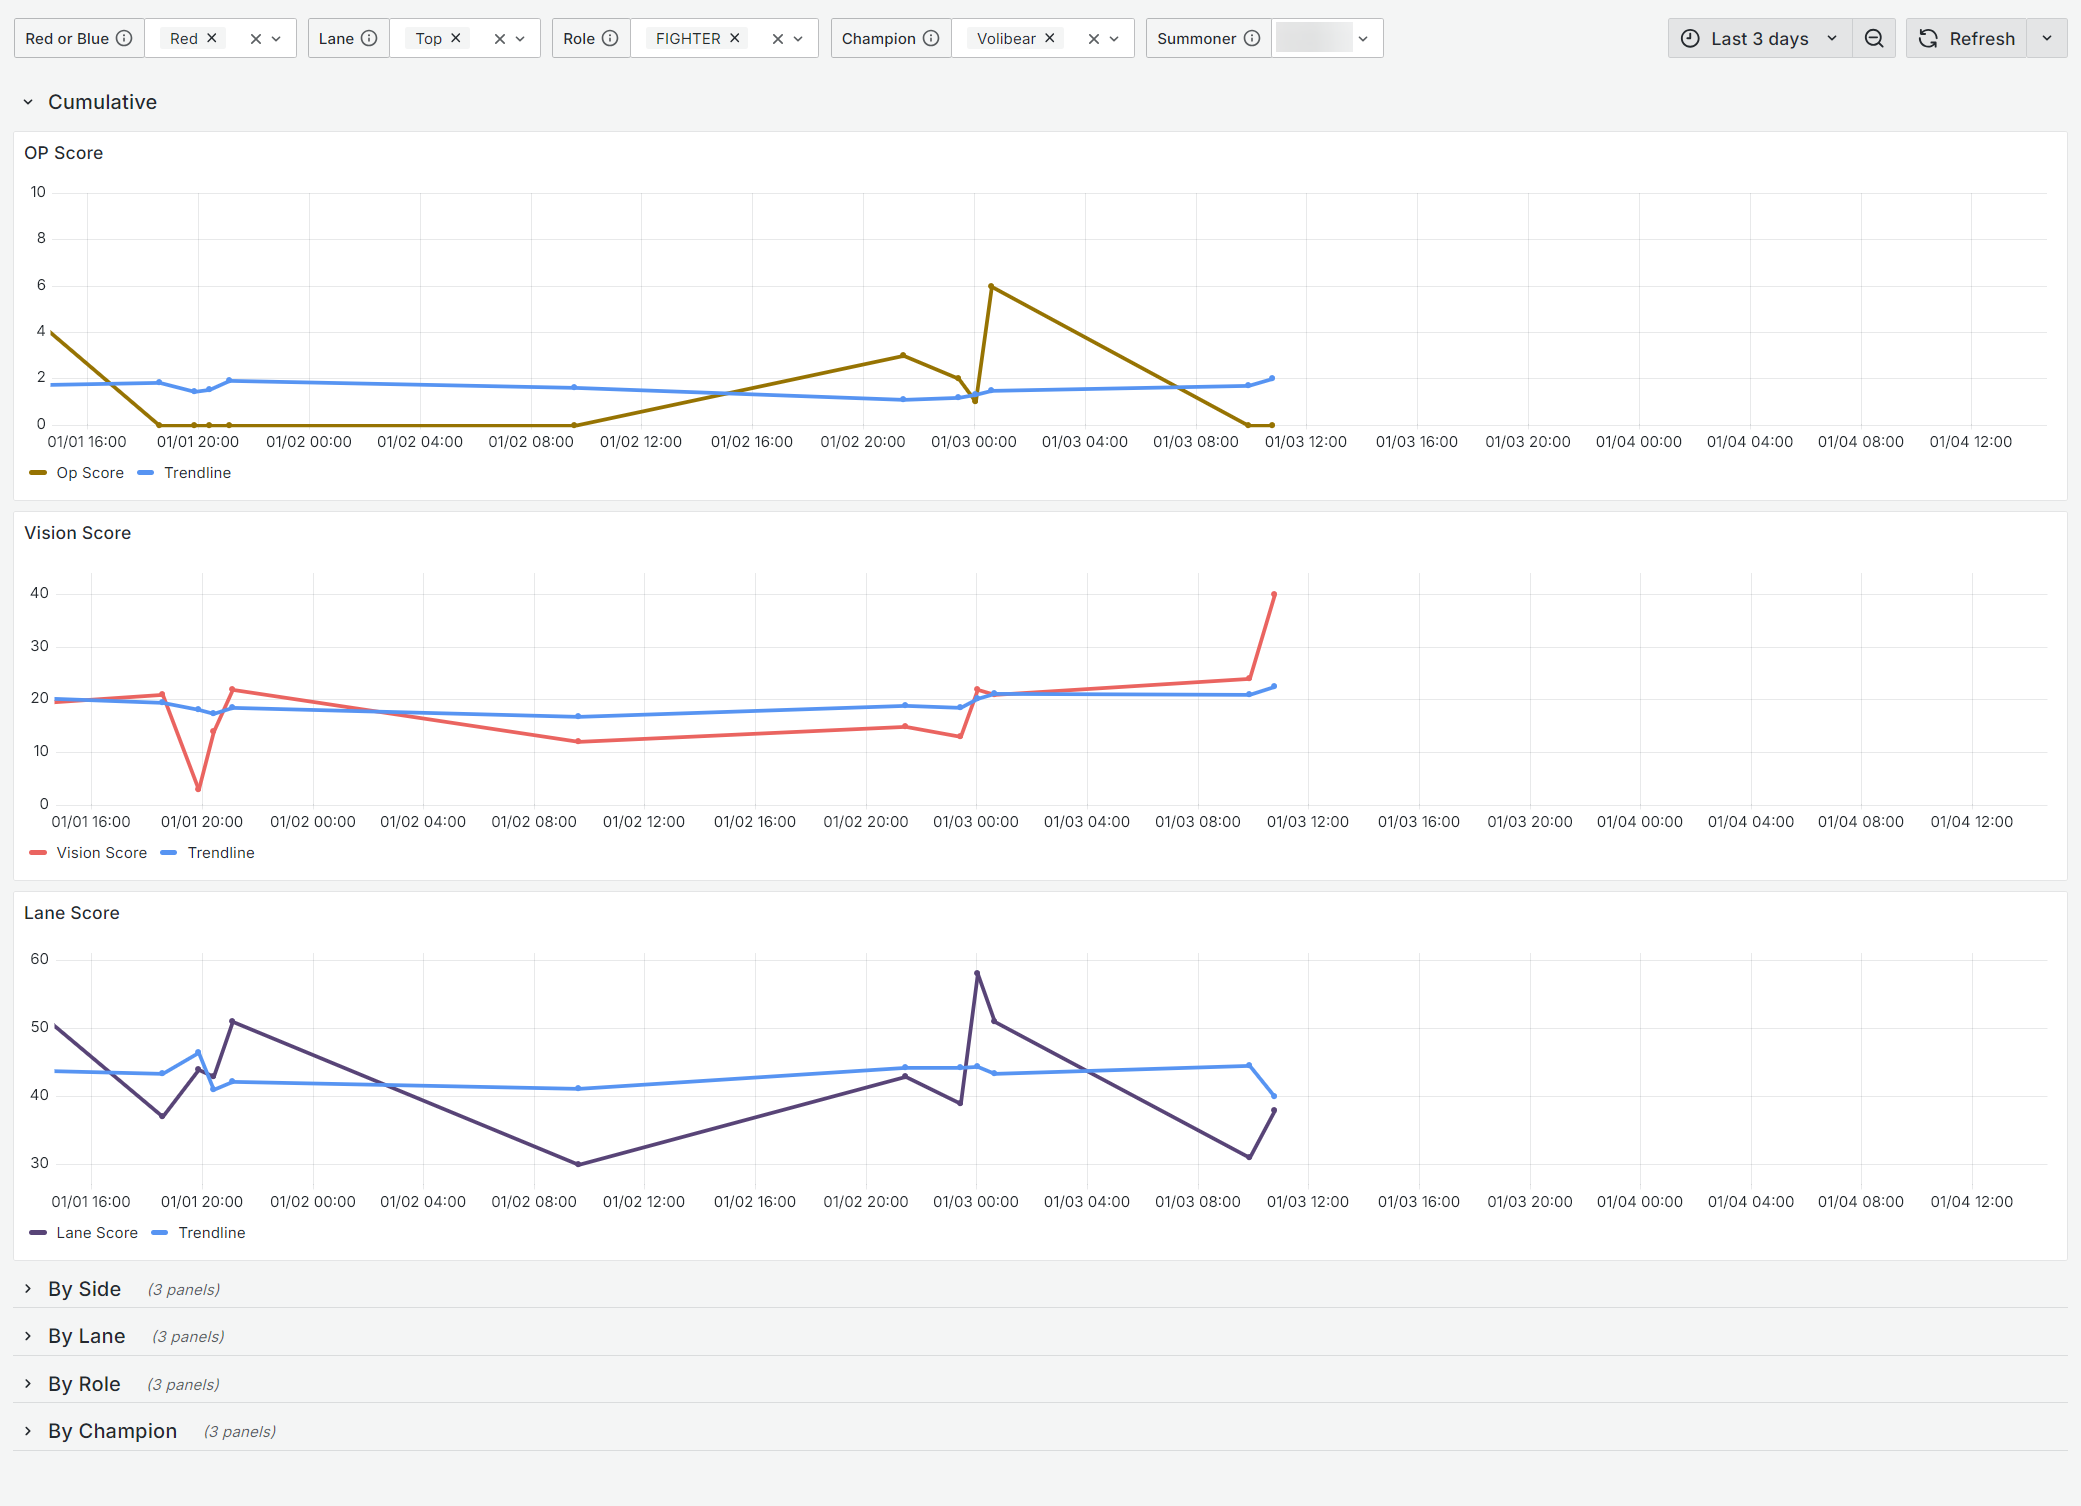 Red or Blue Red Lane Top Role FIGHTER Champion Volibear Summoner Last 3 days Refresh
Cumulative
OP Score
10
8
6
4
2
0
01/01 16:00 01/01 20:00 01/02 00:00 01/02 04:00 01/02 08:00 01/02 12:00 01/02 16:00 01/02 20:00 01/03 00:00 01/03 04:00 01/03 08:00 01/03 12:00 01/03 16:00 01/03 20:00 01/04 00:00 01/04 04:00 01/04 08:00 01/04 12:00
Op Score Trendline
Vision Score
40
30
20
10
0
01/01 16:00 01/01 20:00 01/02 00:00 01/02 04:00 01/02 08:00 01/02 12:00 01/02 16:00 01/02 20:00 01/03 00:00 01/03 04:00 01/03 08:00 01/03 12:00 01/03 16:00 01/03 20:00 01/04 00:00 01/04 04:00 01/04 08:00 01/04 12:00
Vision Score Trendline
Lane Score
60
50
40
30
01/01 16:00 01/01 20:00 01/02 00:00 01/02 04:00 01/02 08:00 01/02 12:00 01/02 16:00 01/02 20:00 01/03 00:00 01/03 04:00 01/03 08:00 01/03 12:00 01/03 16:00 01/03 20:00 01/04 00:00 01/04 04:00 01/04 08:00 01/04 12:00
Lane Score Trendline
By Side (3 panels)
By Lane (3 panels)
By Role (3 panels)
By Champion (3 panels)